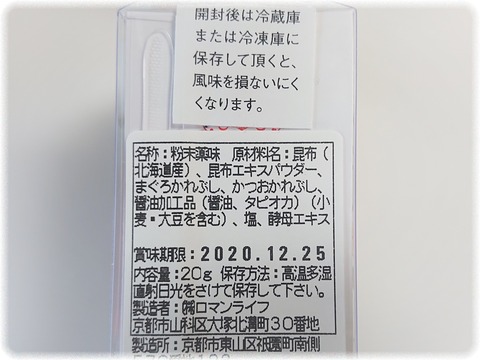 開封後は冷蔵庫
または冷凍庫に
保存して頂くと、
風味を損ないにく
くなります。
名称：粉末薬味　原材料名：昆布（
北海道産）、昆布エキスパウダー、
まぐろかれぶし、かつおかれぶし、
醤油加工品（醤油、タピオカ）（小
麦・大豆を含む）、塩、酵母エキス
賞味期限：2020.12.25
内容量：20g 保存方法：高温多湿
直射日光をさけて保存して下さい。
製造者：㈱ロマンライフ
京都市山科区大塚北溝町30番地
製造所：京都市東山区祇園町南側